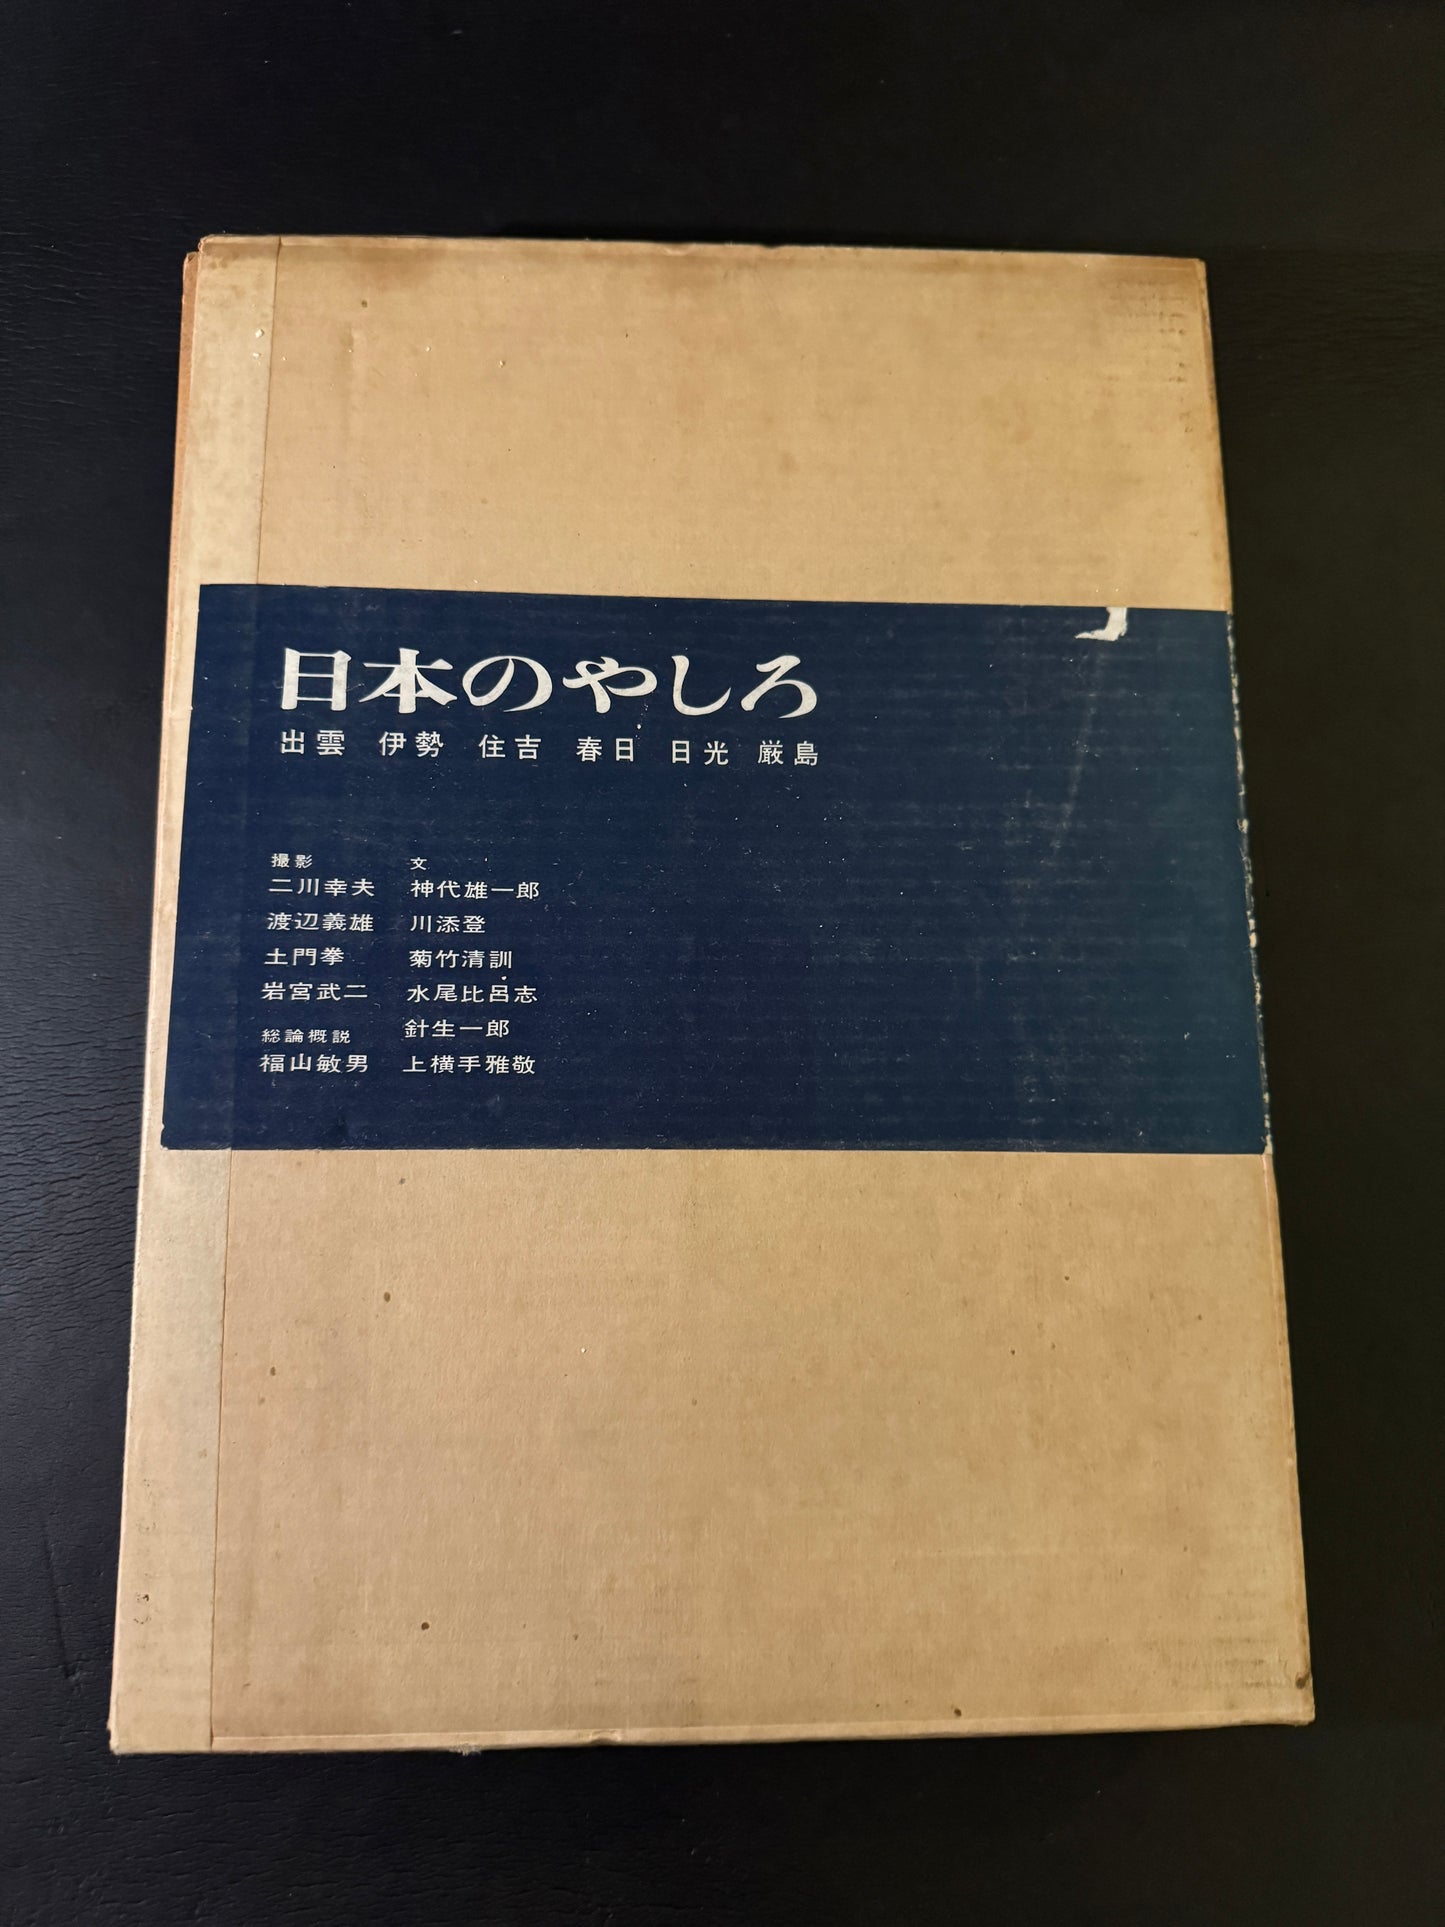 日本のやしろ
出雲 伊勢 住吉 春日 日光 厳島
撮影
二川幸夫
渡辺義雄
土門拳
岩宮武二
総論概説
福山敏男
文
神代雄一郎
川添登
菊竹清訓
水尾比呂志
針生一郎
上横手雅敬